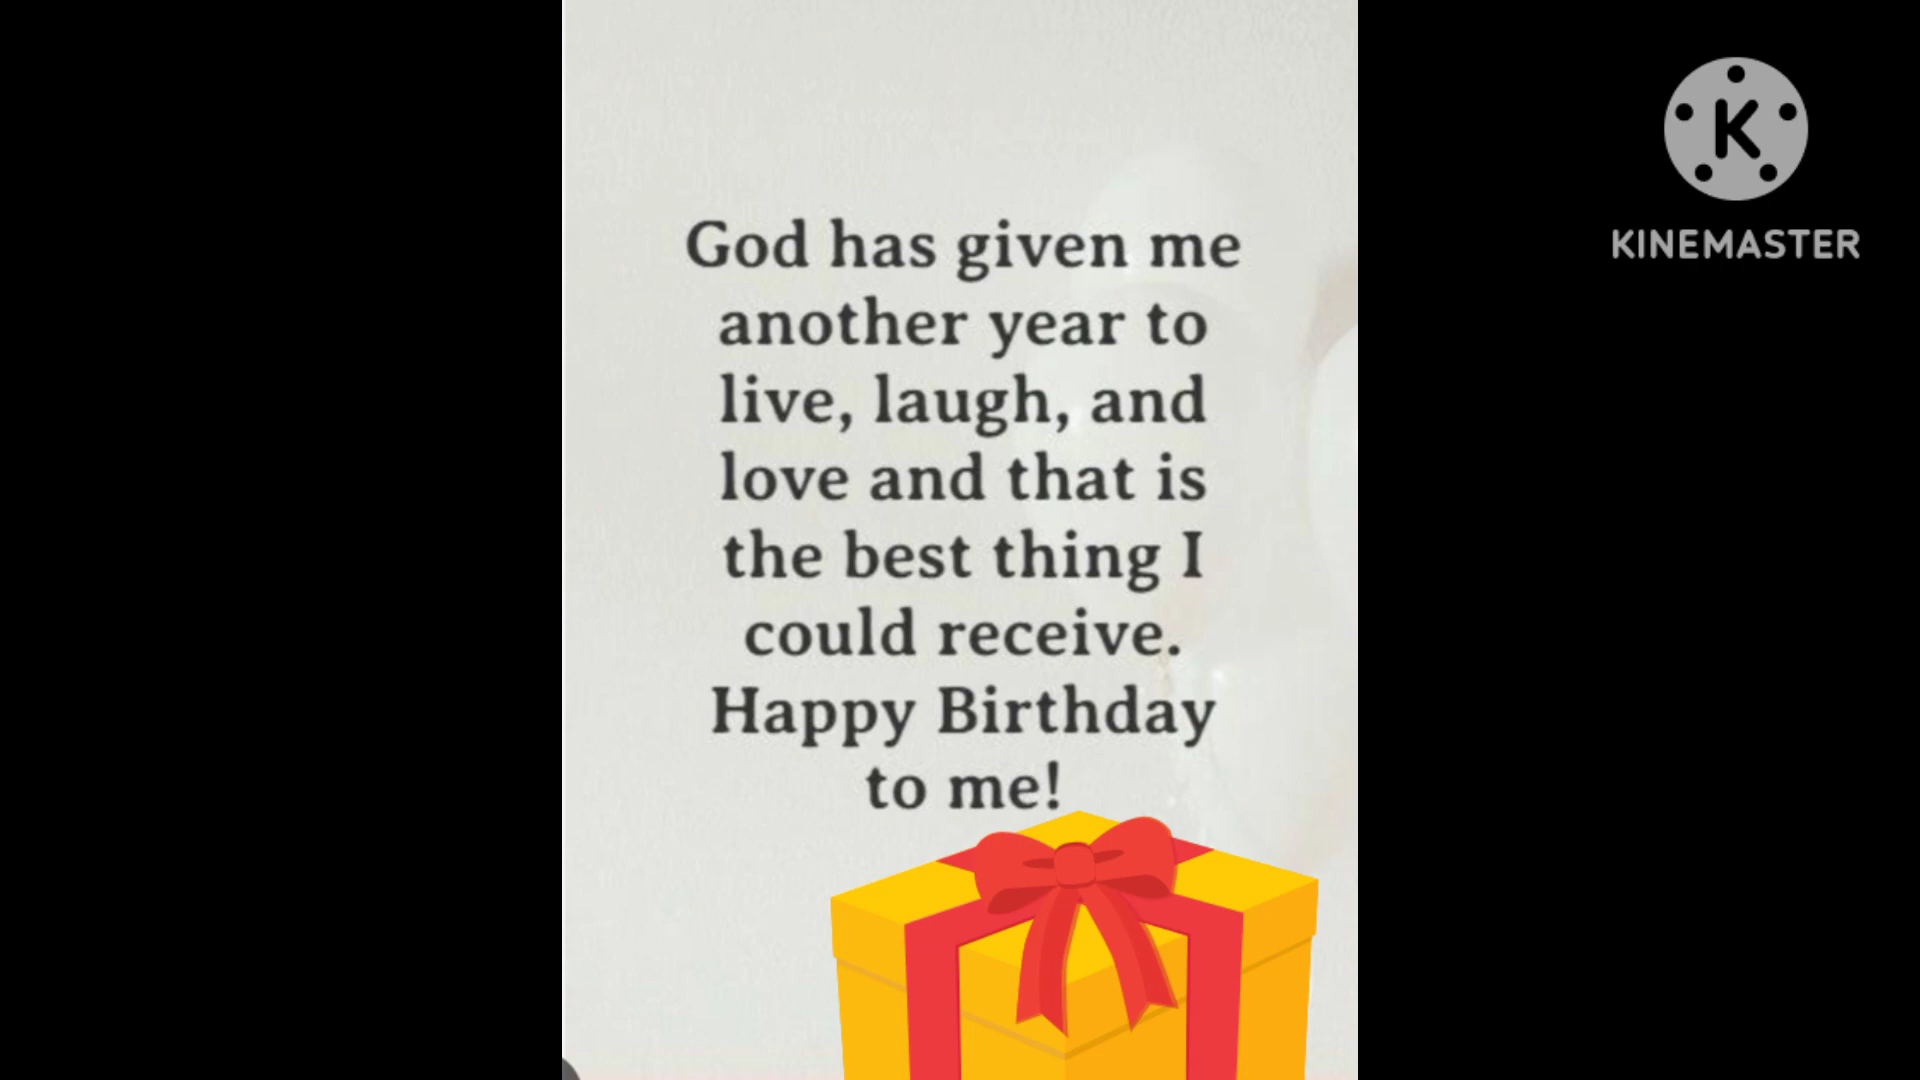 God has given me
another year to
live, laugh, and
love and that is
the best thing I
could receive.
Happy Birthday
to me!
K
KINEMASTER